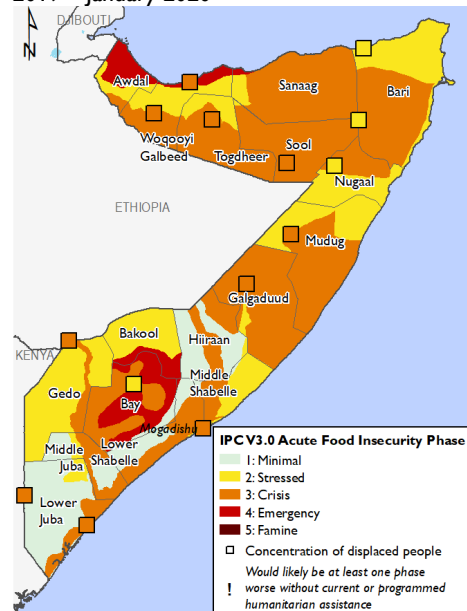 DJIBOUTI
N
Awdal
Sanaag
Bari
Woqooyi
Galbeed
Togdheer
Sool
Nugaal
ETHIOPIA
Mudug
Galgaduud
Bakool
Hiiraan
KENYA
Gedo
Middle
Shabelle
Bay
Mogadishu
Lower
Shabelle
Middle
Juba
Lower
Juba
IPC V3.0 Acute Food Insecurity Phase
1: Minimal
2: Stressed
3: Crisis
4: Emergency
5: Famine
Concentration of displaced people
Would likely be at least one phase
! worse without current or programmed
humanitarian assistance